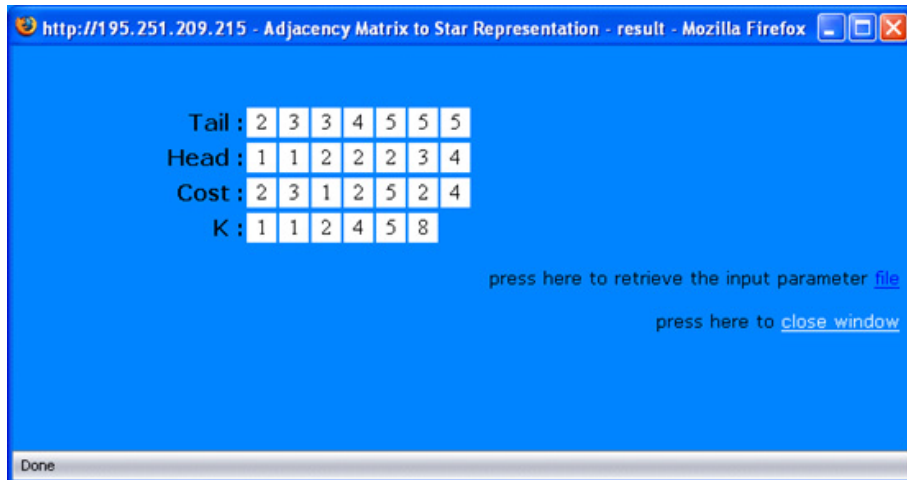 http://195.251.209.215 - Adjacency Matrix to Star Representation - result - Mozilla Firefox
Tail : 2 3 3 4 5 5 5
Head : 1 1 2 2 2 3 4
Cost : 2 3 1 2 5 2 4
K : 1 1 2 4 5 8
press here to retrieve the input parameter file
press here to close window
Done